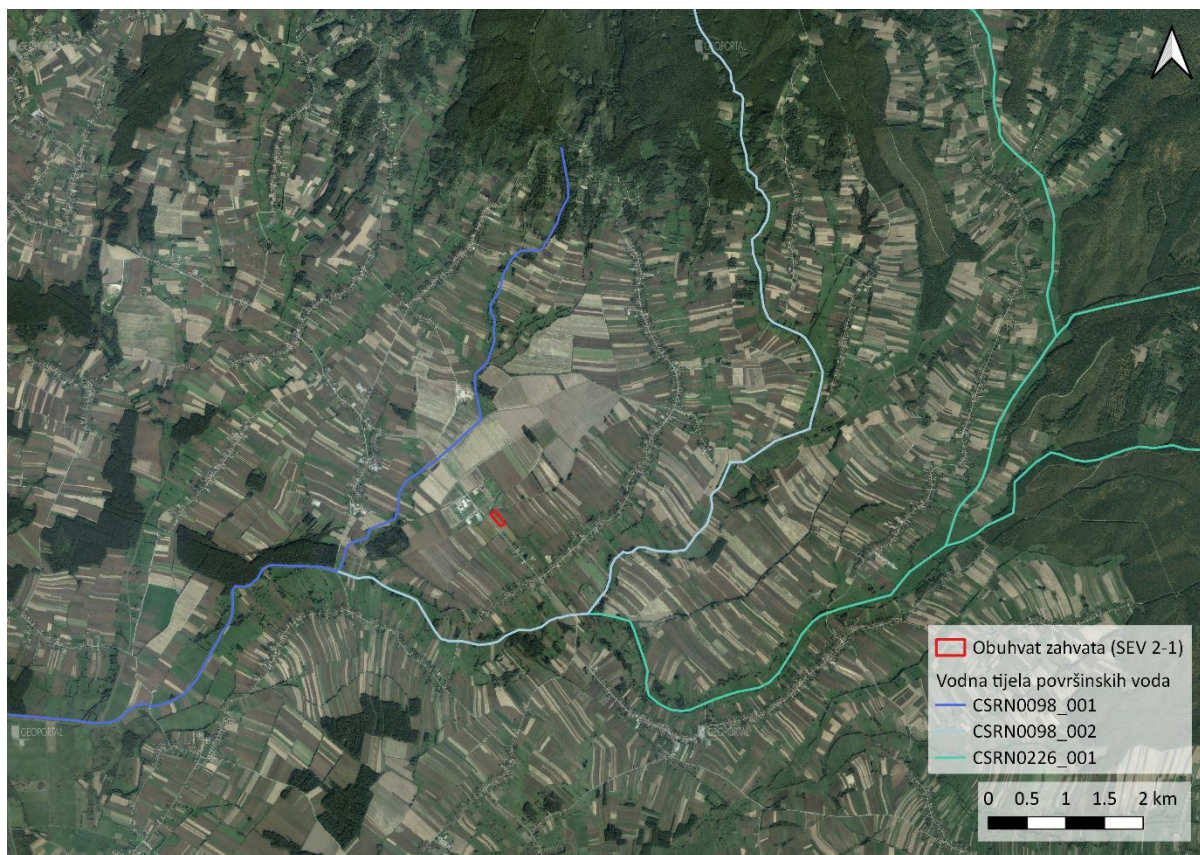 GEOPORTAL
GEOPORTAL
GEOPORTAL
GEOPORTAL
Obuhvat zahvata (SEV 2-1)
Vodna tijela površinskih voda
CSRN0098_001
CSRN0098_002
CSRN0226_001
0 0.5 1 1.5 2 km